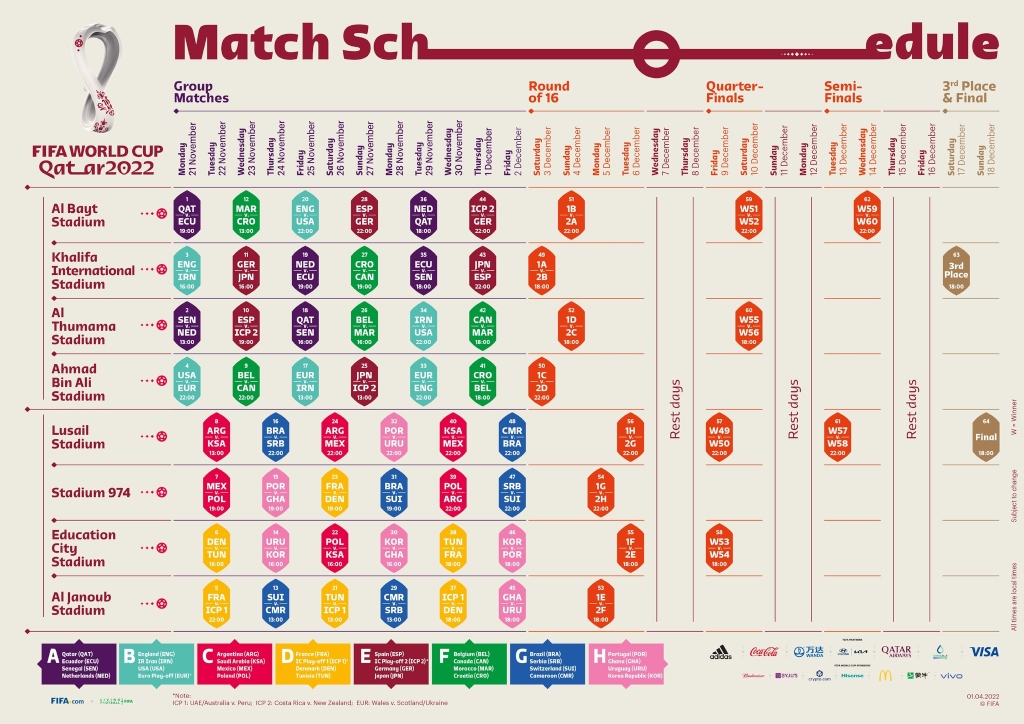 Match Schedule
FIFA WORLD CUP
Qatar2022
Group Matches
Round of 16
Quarter-Finals
Semi-Finals
3rd Place & Final
Monday 21 November
Tuesday 22 November
Wednesday 23 November
Thursday 24 November
Friday 25 November
Saturday 26 November
Sunday 27 November
Monday 28 November
Tuesday 29 November
Wednesday 30 November
Thursday 1 December
Friday 2 December
Saturday 3 December
Sunday 4 December
Monday 5 December
Tuesday 6 December
Wednesday 7 December
Thursday 8 December
Friday 9 December
Saturday 10 December
Sunday 11 December
Monday 12 December
Tuesday 13 December
Wednesday 14 December
Thursday 15 December
Friday 16 December
Saturday 17 December
Sunday 18 December
Al Bayt Stadium
1 QAT v. ECU 19:00
12 MAR v. CRO 13:00
20 ENG v. USA 22:00
28 ESP v. GER 22:00
36 NED v. QAT 18:00
44 ICP 2 v. GER 22:00
51 1B v. 2A 22:00
59 W51 v. W52 22:00
62 W59 v. W60 22:00
Khalifa International Stadium
3 ENG v. IRN 16:00
11 GER v. JPN 16:00
19 NED v. ECU 19:00
27 CRO v. CAN 19:00
35 ECU v. SEN 18:00
43 JPN v. ESP 22:00
49 1A v. 2B 18:00
63 3rd Place 18:00
Al Thumama Stadium
2 SEN v. NED 13:00
10 ESP v. ICP 2 19:00
18 QAT v. SEN 16:00
26 BEL v. MAR 16:00
34 IRN v. USA 22:00
42 CAN v. MAR 18:00
52 1D v. 2C 18:00
60 W55 v. W56 18:00
Ahmad Bin Ali Stadium
4 USA v. EUR 22:00
9 BEL v. CAN 22:00
17 EUR v. IRN 13:00
25 JPN v. ICP 2 13:00
33 EUR v. ENG 22:00
41 CRO v. BEL 18:00
50 1C v. 2D 22:00
Lusail Stadium
8 ARG v. KSA 13:00
16 BRA v. SRB 22:00
24 ARG v. MEX 22:00
32 POR v. URU 22:00
40 KSA v. MEX 22:00
48 CMR v. BRA 22:00
56 1H v. 2G 22:00
57 W49 v. W50 22:00
61 W57 v. W58 22:00
64 Final 18:00
Stadium 974
7 MEX v. POL 19:00
15 POR v. GHA 19:00
23 FRA v. DEN 19:00
31 BRA v. SUI 19:00
39 POL v. ARG 22:00
47 SRB v. SUI 22:00
54 1G v. 2H 22:00
Education City Stadium
6 DEN v. TUN 16:00
14 URU v. KOR 16:00
22 POL v. KSA 16:00
30 KOR v. GHA 16:00
38 TUN v. FRA 18:00
46 KOR v. POR 18:00
55 1F v. 2E 18:00
58 W53 v. W54 18:00
Al Janoub Stadium
5 FRA v. ICP 1 22:00
13 SUI v. CMR 13:00
21 TUN v. ICP 1 13:00
29 CMR v. SRB 13:00
37 ICP 1 v. DEN 18:00
45 GHA v. URU 18:00
53 1E v. 2F 18:00
Rest days
Rest days
Rest days
W = Winner
Subject to change
All times are local times
A
Qatar (QAT)
Ecuador (ECU)
Senegal (SEN)
Netherlands (NED)
B
England (ENG)
IR Iran (IRN)
USA (USA)
Euro Play-off (EUR)*
C
Argentina (ARG)
Saudi Arabia (KSA)
Mexico (MEX)
Poland (POL)
D
France (FRA)
IC Play-off 1 (ICP 1)*
Denmark (DEN)
Tunisia (TUN)
E
Spain (ESP)
IC Play-off 2 (ICP 2)*
Germany (GER)
Japan (JPN)
F
Belgium (BEL)
Canada (CAN)
Morocco (MAR)
Croatia (CRO)
G
Brazil (BRA)
Serbia (SRB)
Switzerland (SUI)
Cameroon (CMR)
H
Portugal (POR)
Ghana (GHA)
Uruguay (URU)
Korea Republic (KOR)
adidas
Coca-Cola
万达 WANDA
KIA
QATAR AIRWAYS
VISA
Budweiser
BYJU'S
crypto.com
Hisense
蒙牛
vivo
FIFA.com
*Note:
ICP 1: UAE/Australia v. Peru; ICP 2: Costa Rica v. New Zealand; EUR: Wales v. Scotland/Ukraine
01.04.2022
© FIFA